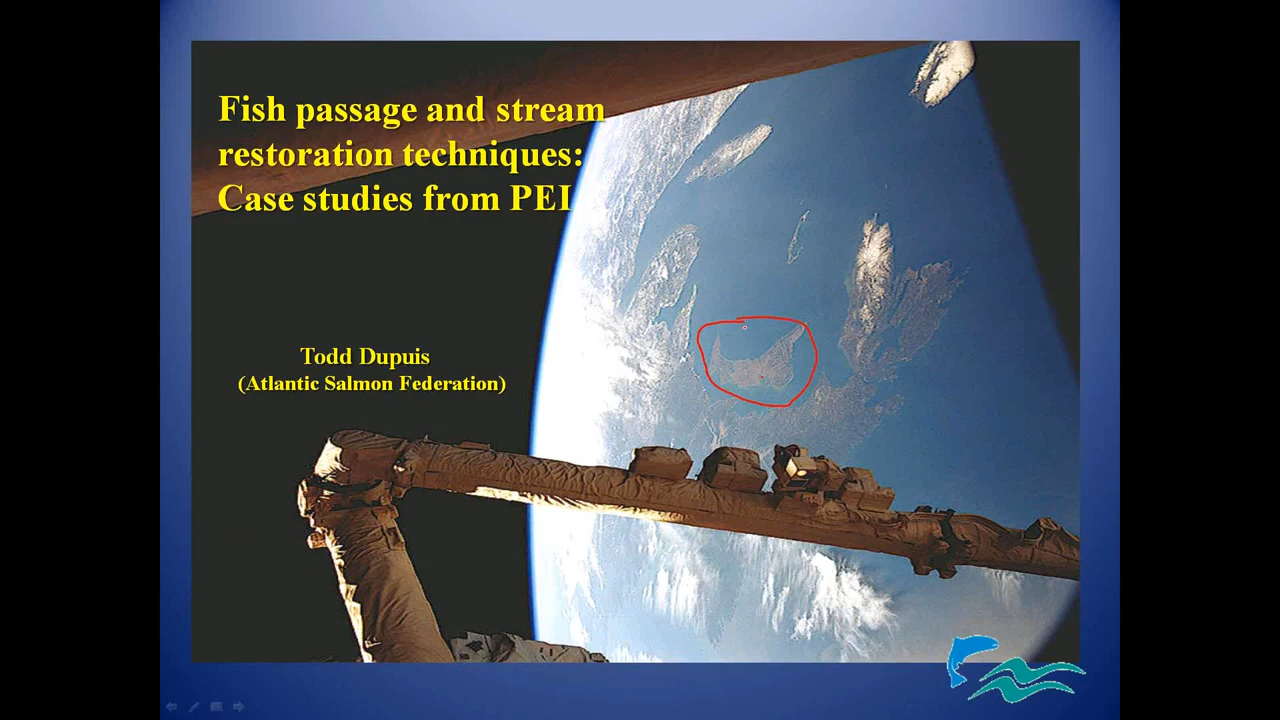 Fish passage and stream
restoration techniques:
Case studies from PEI
Todd Dupuis
(Atlantic Salmon Federation)